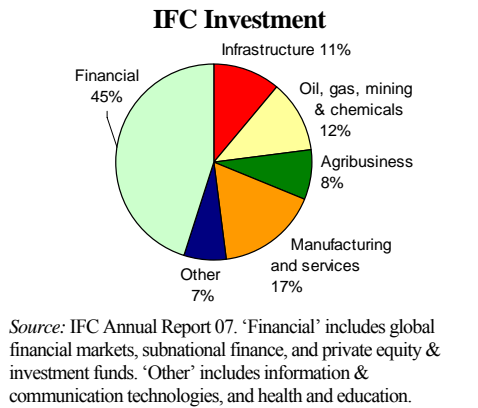 IFC Investment
Infrastructure 11%
Oil, gas, mining
& chemicals
12%
Agribusiness
8%
Manufacturing
and services
17%
Other
7%
Financial
45%
Source: IFC Annual Report 07. ‘Financial’ includes global
financial markets, subnational finance, and private equity &
investment funds. ‘Other’ includes information &
communication technologies, and health and education.